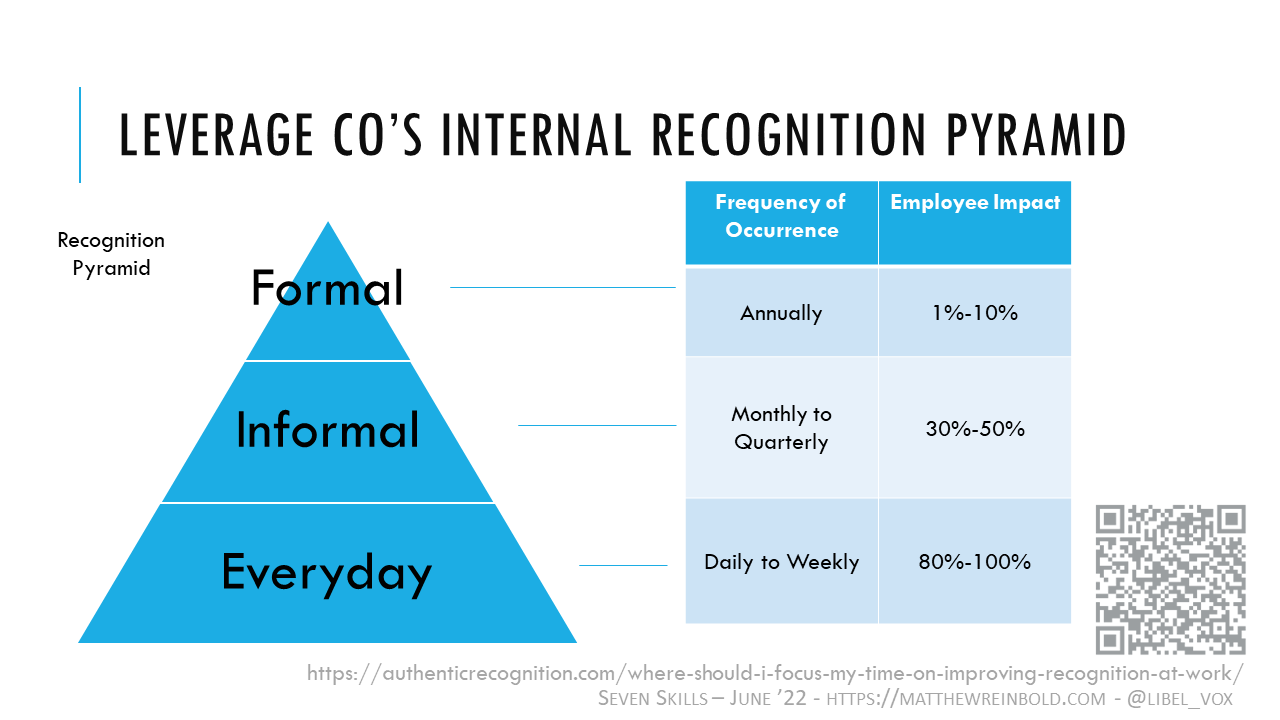 LEVERAGE CO’S INTERNAL RECOGNITION PYRAMID
Recognition
Pyramid
Formal
Informal
Everyday
Frequency of
Occurrence
Employee Impact
Annually
1%-10%
Monthly to
Quarterly
30%-50%
Daily to Weekly
80%-100%
https://authenticrecognition.com/where-should-i-focus-my-time-on-improving-recognition-at-work/
SEVEN SKILLS – JUNE ’22 - HTTPS://MATTHEWREINBOLD.COM - @LIBEL_VOX